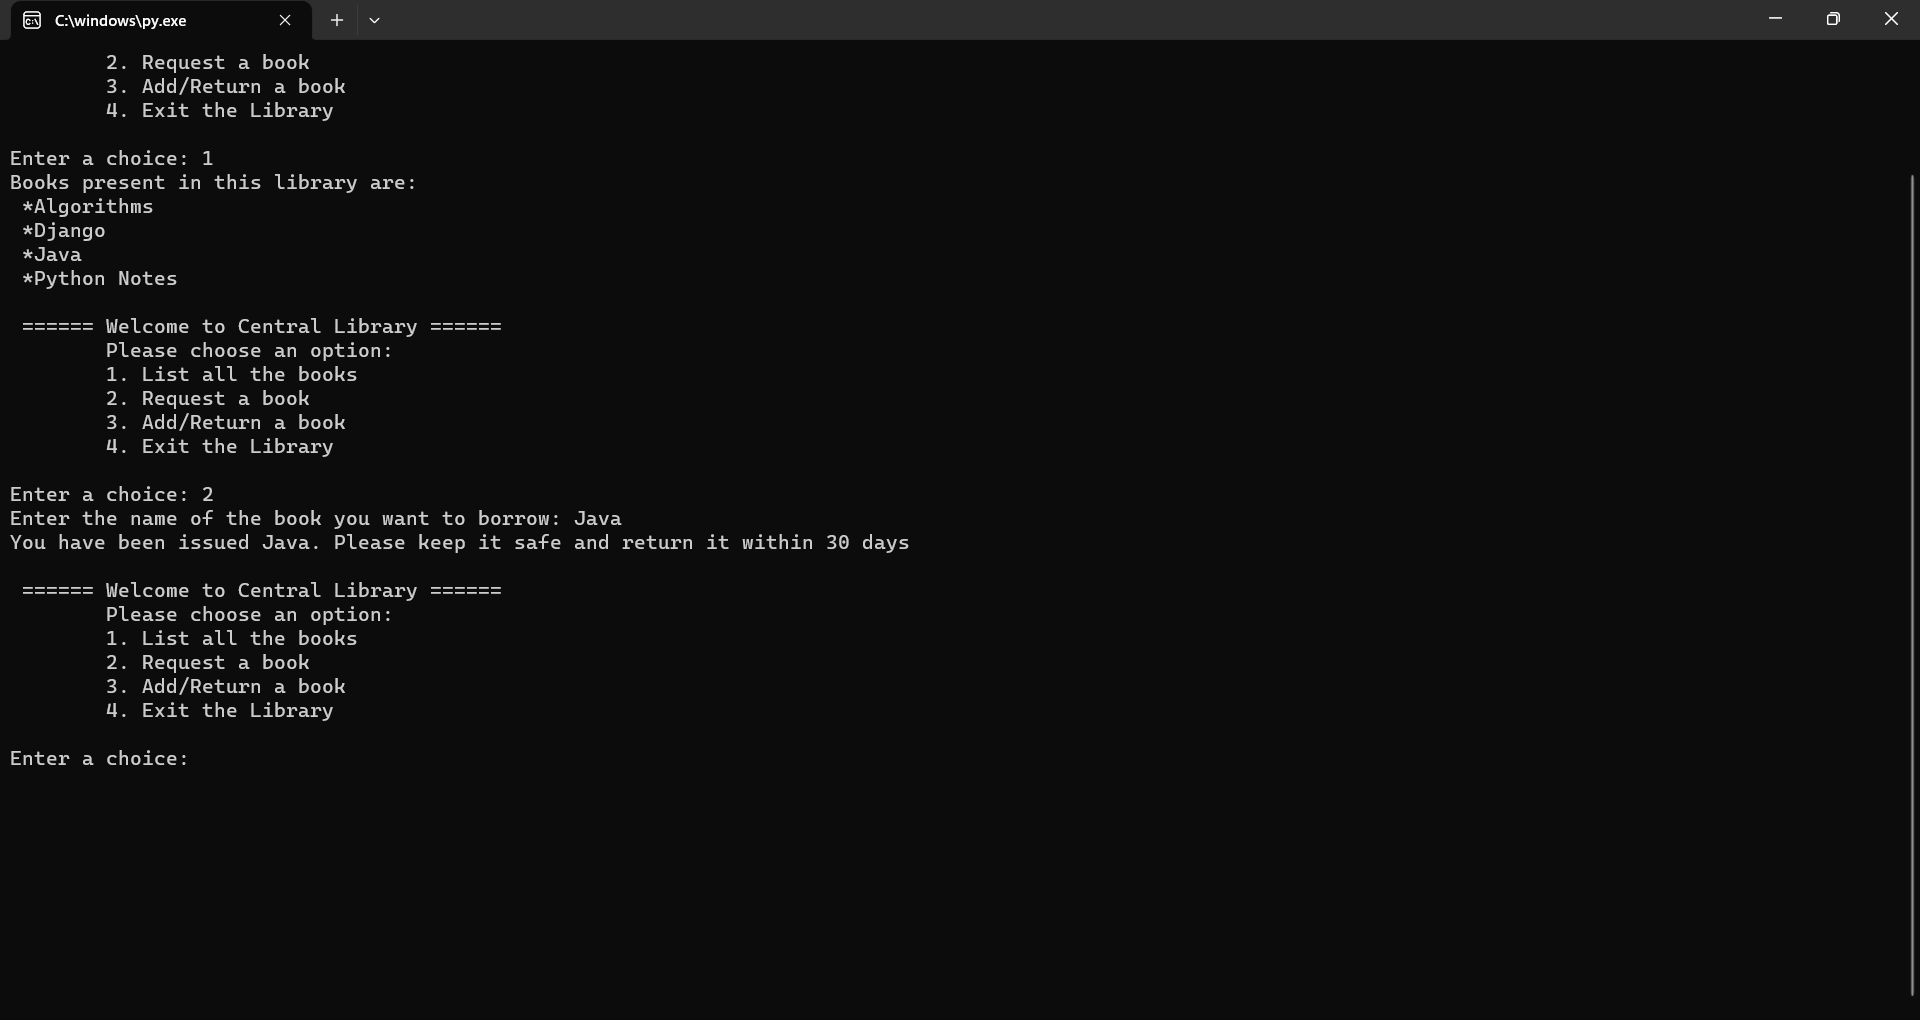 C:\windows\py.exe
2. Request a book
3. Add/Return a book
4. Exit the Library
Enter a choice: 1
Books present in this library are:
*Algorithms
*Django
*Java
*Python Notes
====== Welcome to Central Library ======
Please choose an option:
1. List all the books
2. Request a book
3. Add/Return a book
4. Exit the Library
Enter a choice: 2
Enter the name of the book you want to borrow: Java
You have been issued Java. Please keep it safe and return it within 30 days
====== Welcome to Central Library ======
Please choose an option:
1. List all the books
2. Request a book
3. Add/Return a book
4. Exit the Library
Enter a choice: